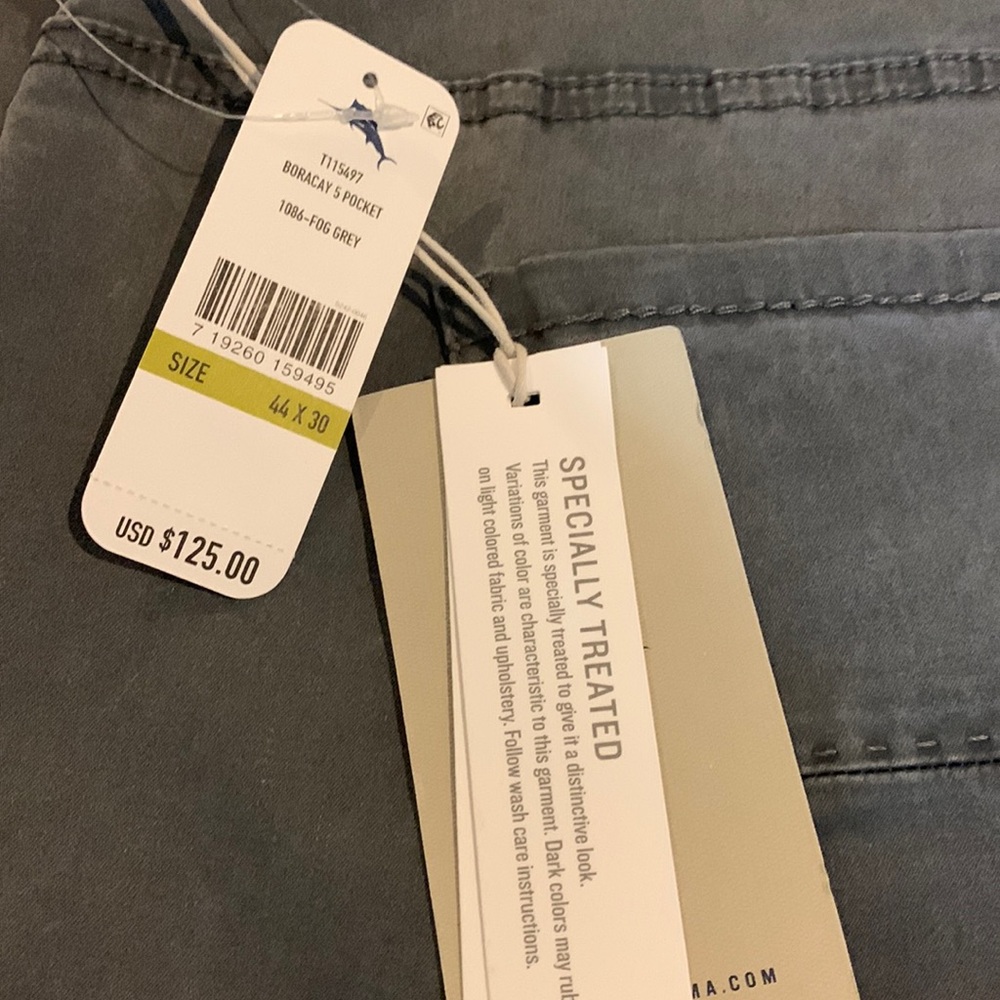 T115497
BORACAY 5 POCKET
1086-FOG GREY
7 19260 159495
SIZE
44 X 30
USD $125.00
SPECIALLY TREATED
This garment is specially treated to give it a distinctive look.
Variations of color are characteristic to this garment. Dark colors may rub
on light colored fabric and upholstery. Follow wash care instructions.
MA.COM